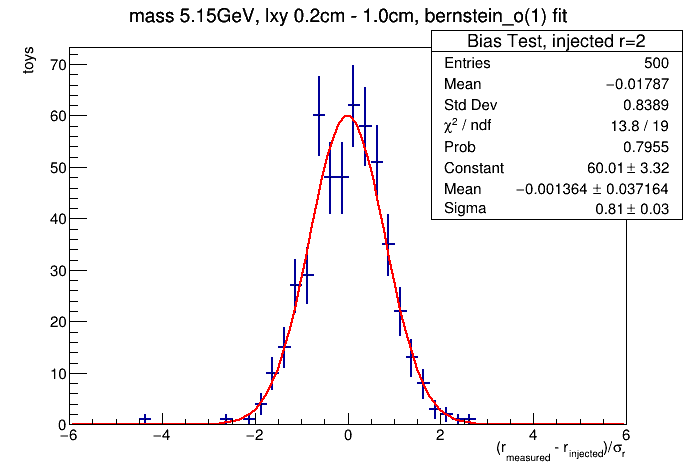 mass 5.15GeV, lxy 0.2cm - 1.0cm, bernstein_o(1) fit
toys
Bias Test, injected r=2
Entries 500
Mean −0.01787
Std Dev 0.8389
χ² / ndf 13.8 / 19
Prob 0.7955
Constant 60.01 ± 3.32
Mean −0.001364 ± 0.037164
Sigma 0.81 ± 0.03
70
60
50
40
30
20
10
0
−6 −4 −2 0 2 4 6
(r_measured - r_injected)/σ_r